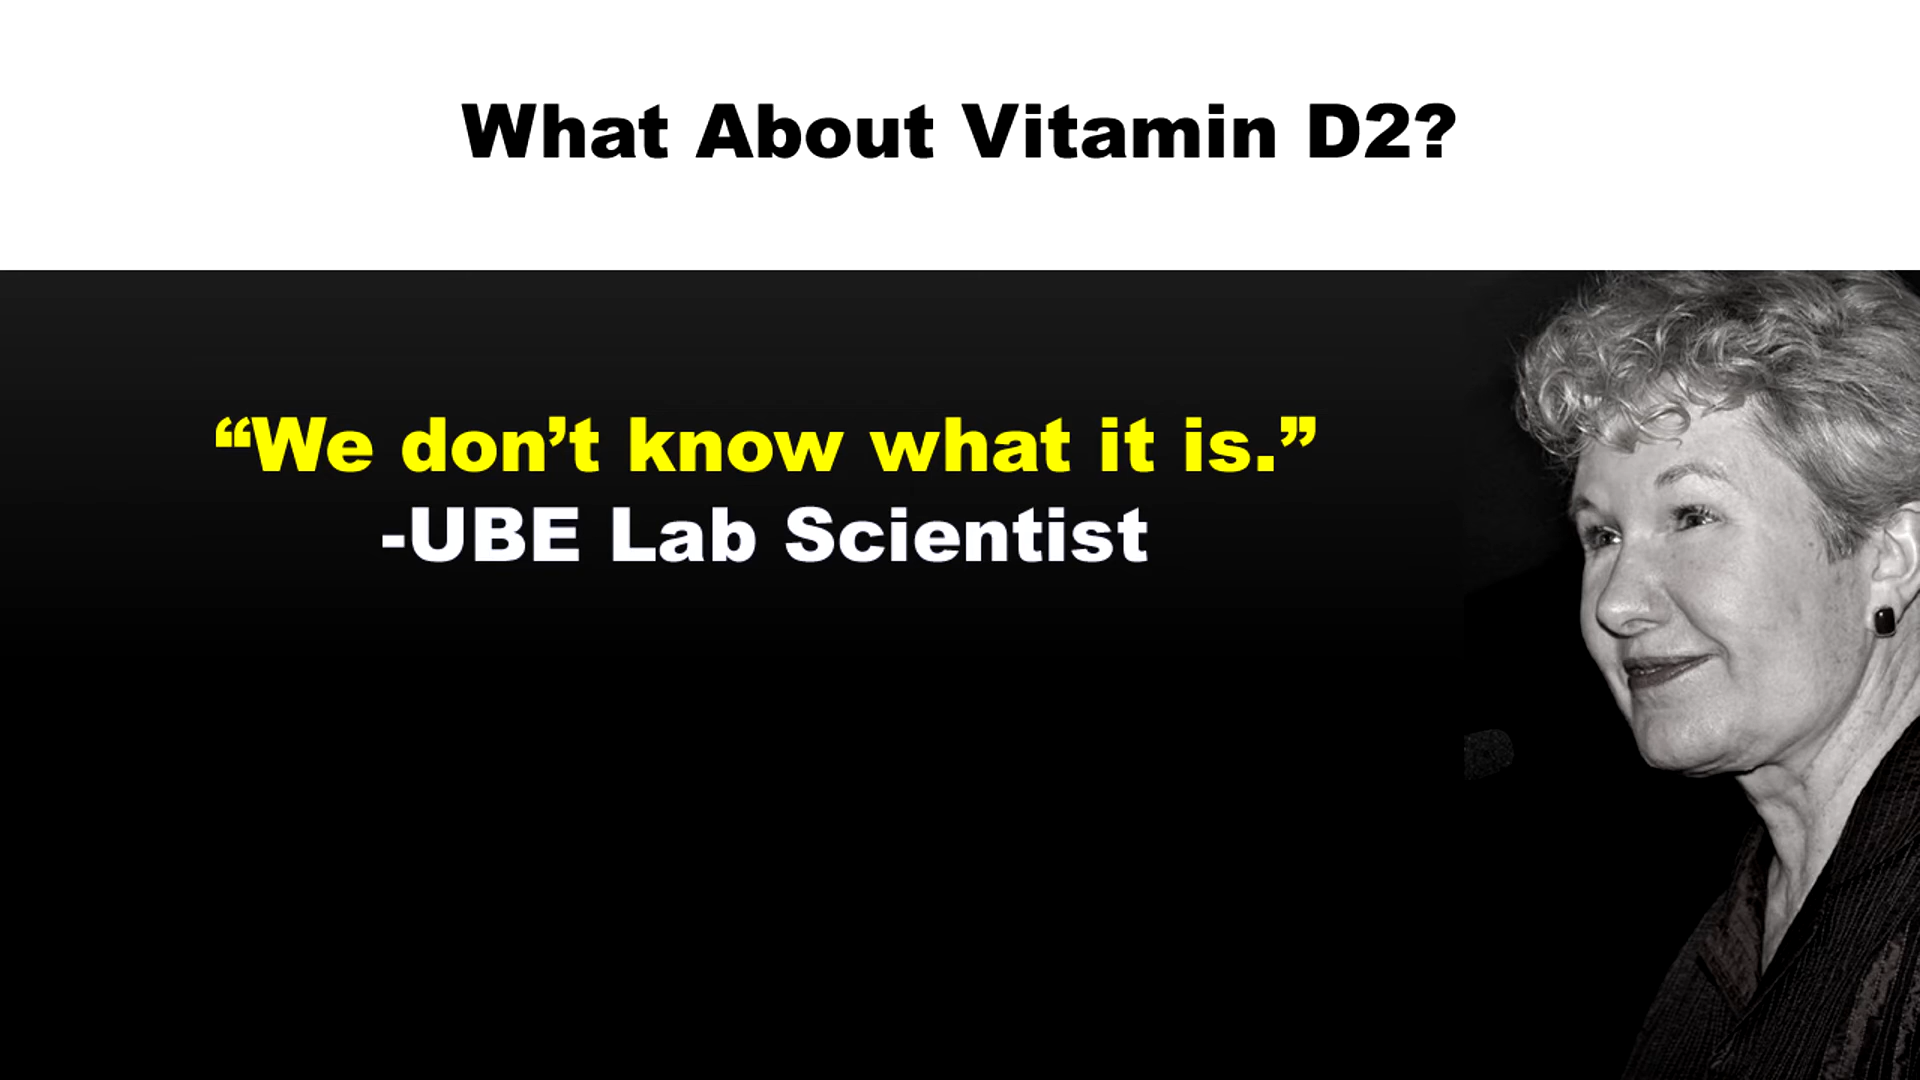 What About Vitamin D2?
“We don’t know what it is.”
-UBE Lab Scientist